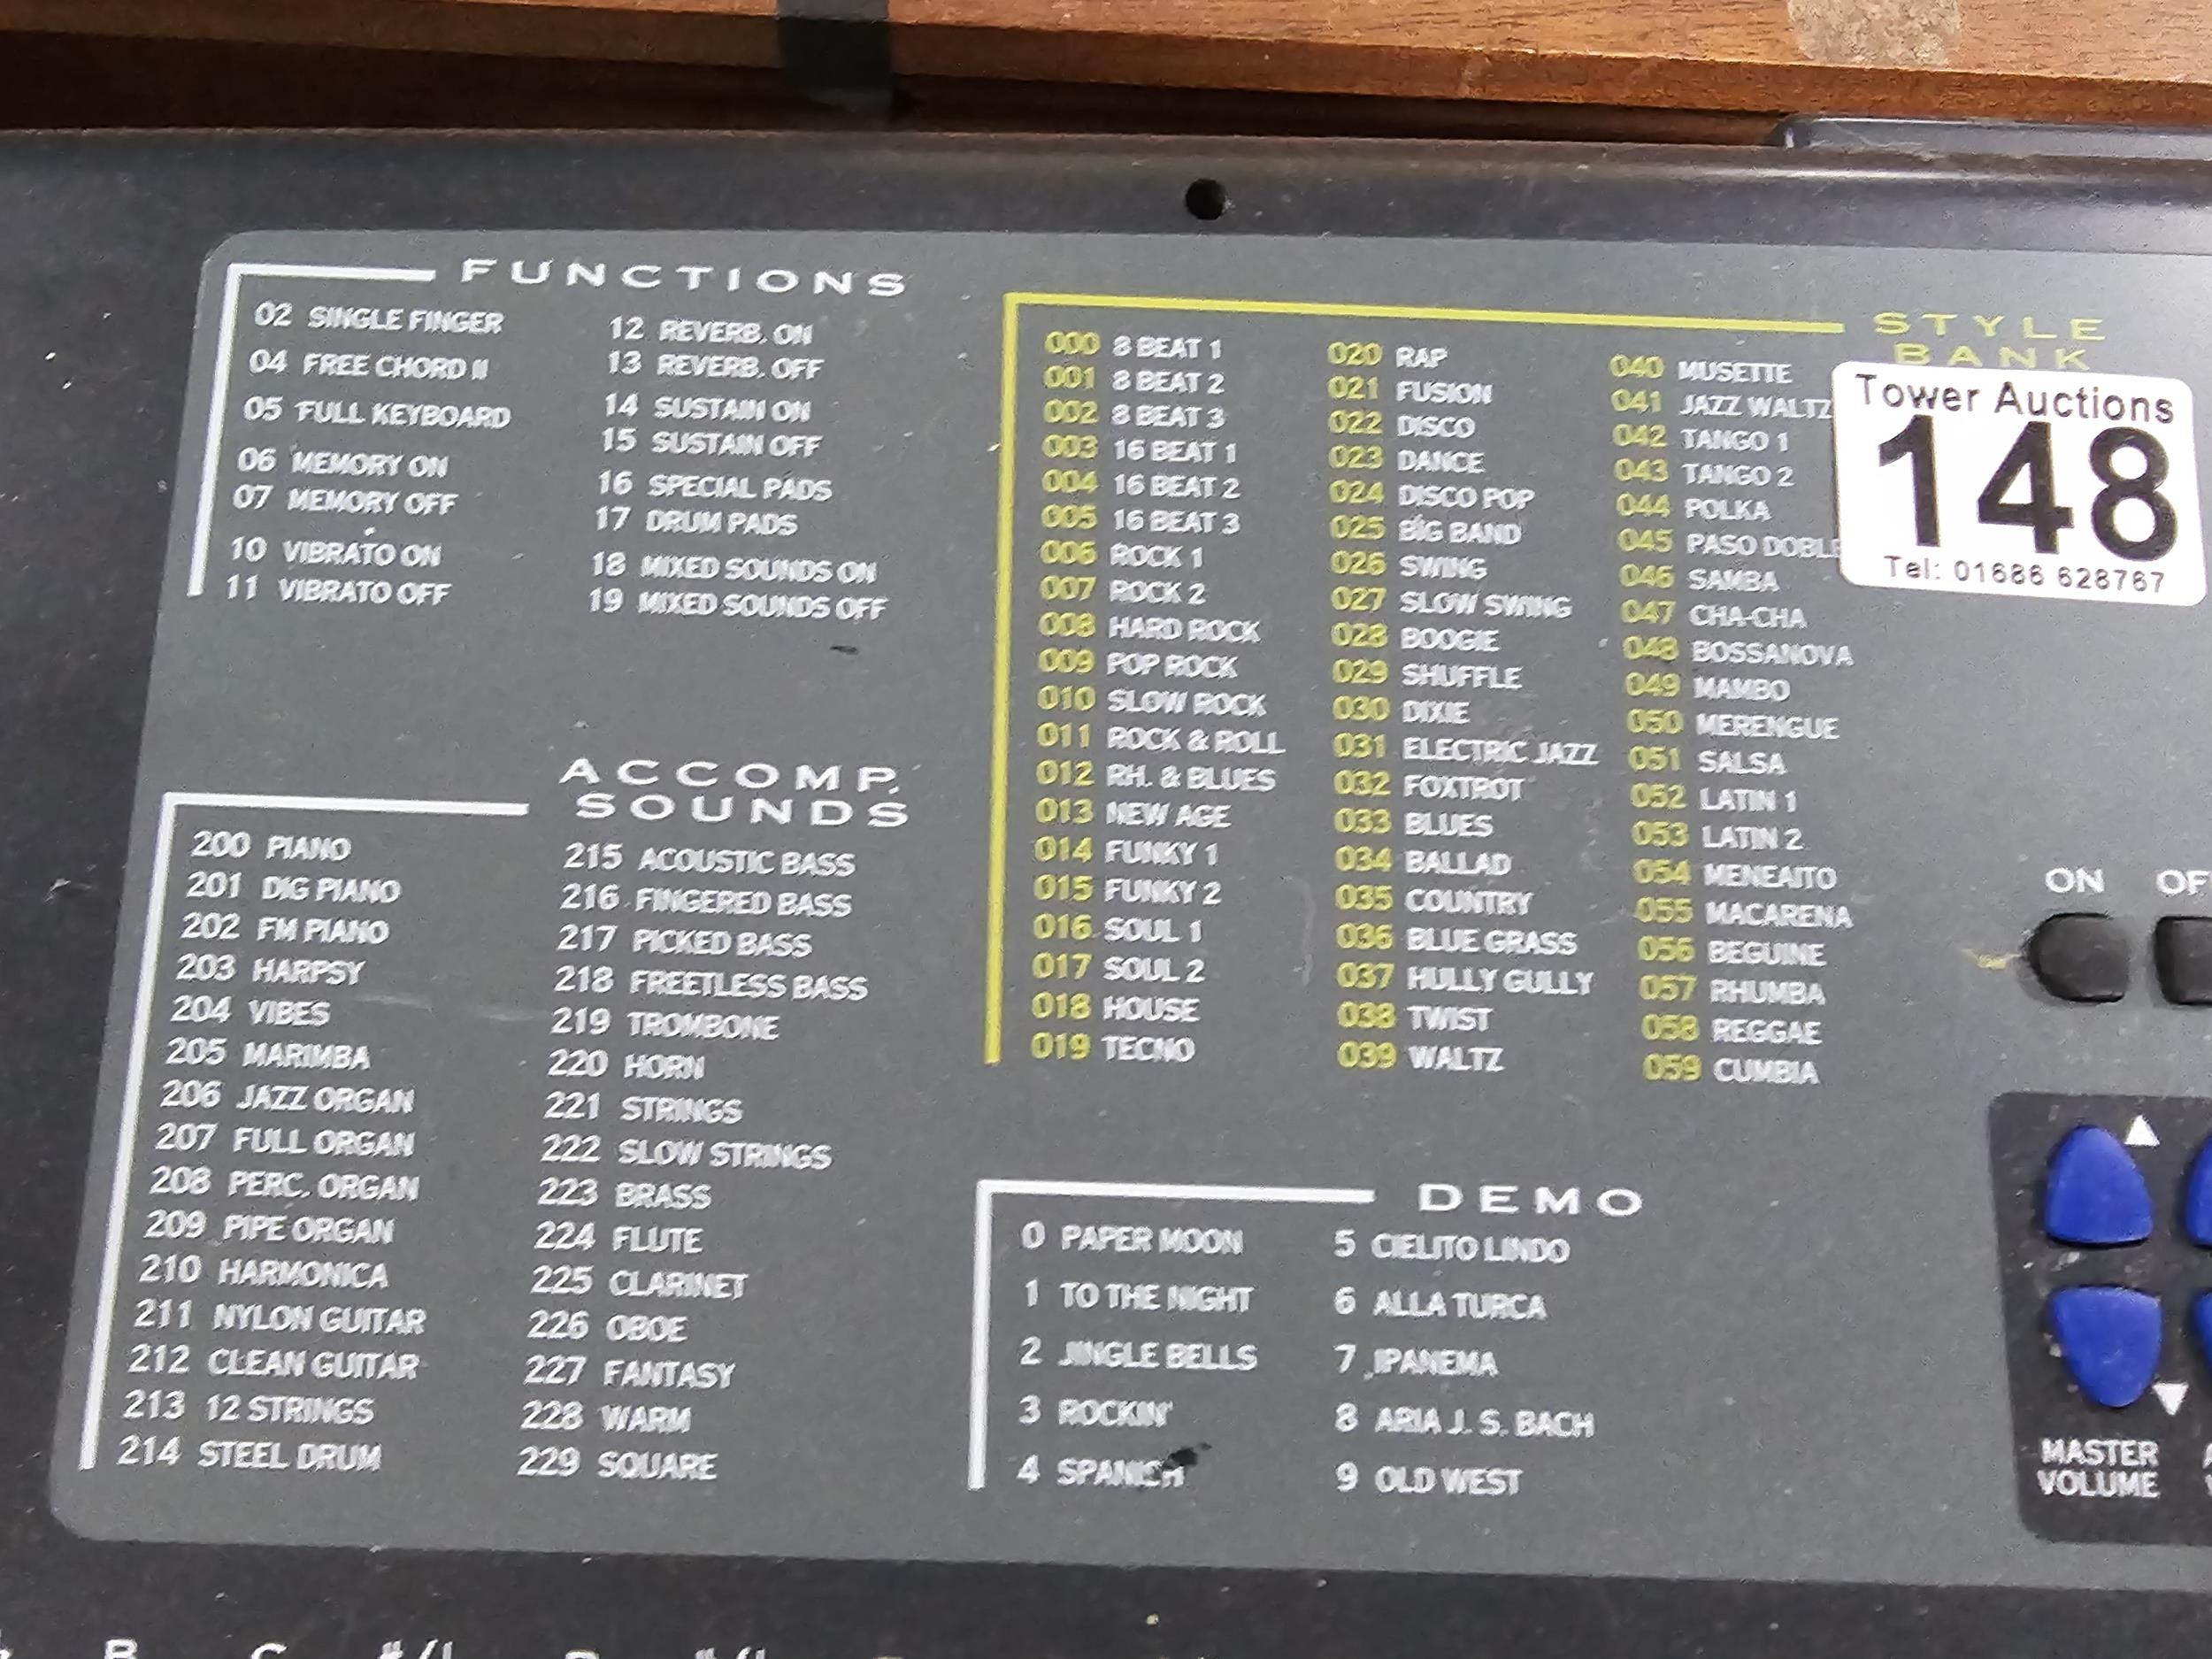 FUNCTIONS
02 SINGLE FINGER
04 FREE CHORD II
05 FULL KEYBOARD
06 MEMORY ON
07 MEMORY OFF
10 VIBRATO ON
11 VIBRATO OFF
12 REVERB. ON
13 REVERB. OFF
14 SUSTAIN ON
15 SUSTAIN OFF
16 SPECIAL PADS
17 DRUM PADS
18 MIXED SOUNDS ON
19 MIXED SOUNDS OFF
ACCOMP.
SOUNDS
200 PIANO
201 DIG PIANO
202 FM PIANO
203 HARPSY
204 VIBES
205 MARIMBA
206 JAZZ ORGAN
207 FULL ORGAN
208 PERC. ORGAN
209 PIPE ORGAN
210 HARMONICA
211 NYLON GUITAR
212 CLEAN GUITAR
213 12 STRINGS
214 STEEL DRUM
215 ACOUSTIC BASS
216 FINGERED BASS
217 PICKED BASS
218 FREETLESS BASS
219 TROMBONE
220 HORN
221 STRINGS
222 SLOW STRINGS
223 BRASS
224 FLUTE
225 CLARINET
226 OBOE
227 FANTASY
228 WARM
229 SQUARE
STYLE
BANK
000 8 BEAT 1
001 8 BEAT 2
002 8 BEAT 3
003 16 BEAT 1
004 16 BEAT 2
005 16 BEAT 3
006 ROCK 1
007 ROCK 2
008 HARD ROCK
009 POP ROCK
010 SLOW ROCK
011 ROCK & ROLL
012 RH. & BLUES
013 NEW AGE
014 FUNKY 1
015 FUNKY 2
016 SOUL 1
017 SOUL 2
018 HOUSE
019 TECNO
020 RAP
021 FUSION
022 DISCO
023 DANCE
024 DISCO POP
025 BIG BAND
026 SWING
027 SLOW SWING
028 BOOGIE
029 SHUFFLE
030 DIXIE
031 ELECTRIC JAZZ
032 FOXTROT
033 BLUES
034 BALLAD
035 COUNTRY
036 BLUE GRASS
037 HULLY GULLY
038 TWIST
039 WALTZ
040 MUSETTE
041 JAZZ WALTZ
042 TANGO 1
043 TANGO 2
044 POLKA
045 PASO DOBLE
046 SAMBA
047 CHA-CHA
048 BOSSANOVA
049 MAMBO
050 MERENGUE
051 SALSA
052 LATIN 1
053 LATIN 2
054 MENEAITO
055 MACARENA
056 BEGUINE
057 RHUMBA
058 REGGAE
059 CUMBIA
Tower Auctions
148
Tel: 01686 628767
DEMO
0 PAPER MOON
1 TO THE NIGHT
2 JINGLE BELLS
3 ROCKIN'
4 SPANISH
5 CIELITO LINDO
6 ALLA TURCA
7 IPANEMA
8 ARIA J. S. BACH
9 OLD WEST
ON OF
MASTER
VOLUME
B C